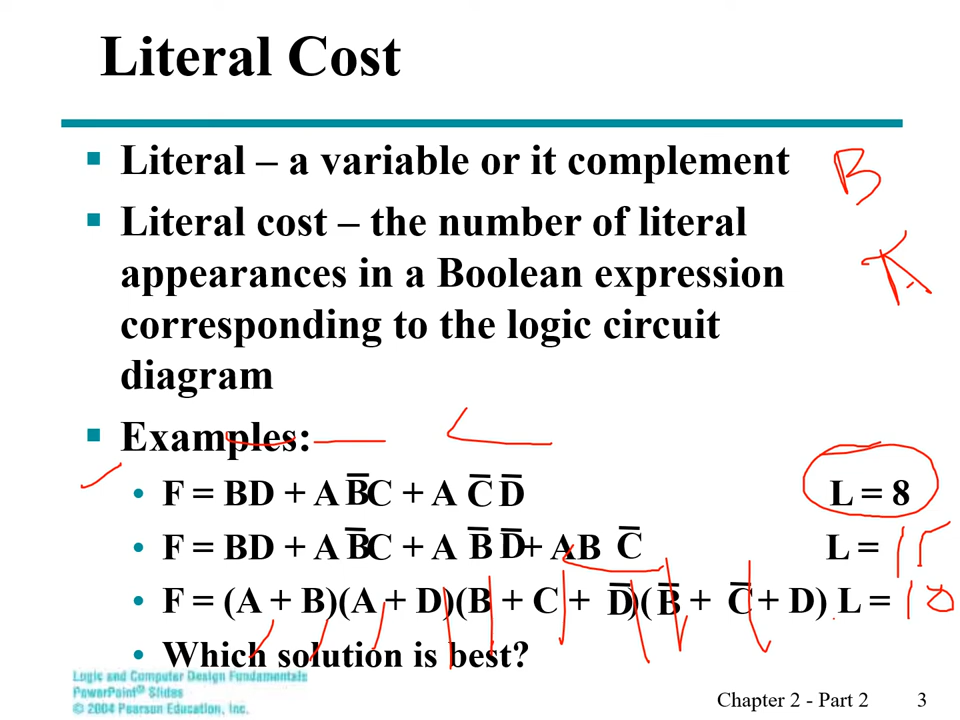 Literal Cost
▪ Literal – a variable or it complement
B
▪ Literal cost – the number of literal
appearances in a Boolean expression
A
corresponding to the logic circuit
diagram
▪ Examples:
• F = BD + A B̅C + A C̅ D̅ L = 8
• F = BD + A B̅C + A B̅ D̅ + AB C̅ L = 11
• F = (A + B)(A + D)(B + C + D̅)(B̅ + C̅ + D) L = 10
• Which solution is best?
Logic and Computer Design Fundamentals
PowerPoint® Slides
© 2004 Pearson Education, Inc.
Chapter 2 - Part 2 3